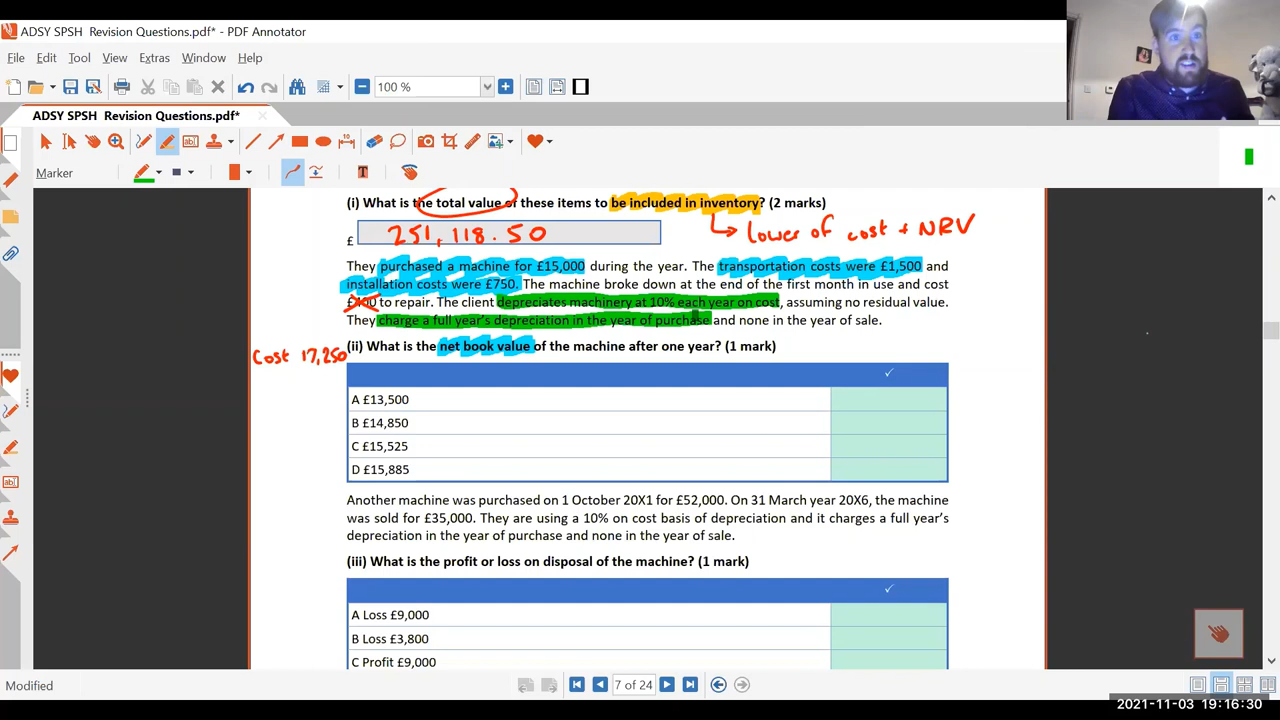 ADSY SPSH Revision Questions.pdf* - PDF Annotator
File Edit Tool View Extras Window Help
100 %
ADSY SPSH Revision Questions.pdf*
Marker
(i) What is the total value of these items to be included in inventory? (2 marks)
£ 251,118.50
↳ lower of cost + NRV
They purchased a machine for £15,000 during the year. The transportation costs were £1,500 and
installation costs were £750. The machine broke down at the end of the first month in use and cost
£400 to repair. The client depreciates machinery at 10% each year on cost, assuming no residual value.
They charge a full year's depreciation in the year of purchase and none in the year of sale.
(ii) What is the net book value of the machine after one year? (1 mark)
Cost 17,250
✓
A £13,500
B £14,850
C £15,525
D £15,885
Another machine was purchased on 1 October 20X1 for £52,000. On 31 March year 20X6, the machine
was sold for £35,000. They are using a 10% on cost basis of depreciation and it charges a full year's
depreciation in the year of purchase and none in the year of sale.
(iii) What is the profit or loss on disposal of the machine? (1 mark)
✓
A Loss £9,000
B Loss £3,800
C Profit £9,000
Modified
7 of 24
2021-11-03 19:16:30